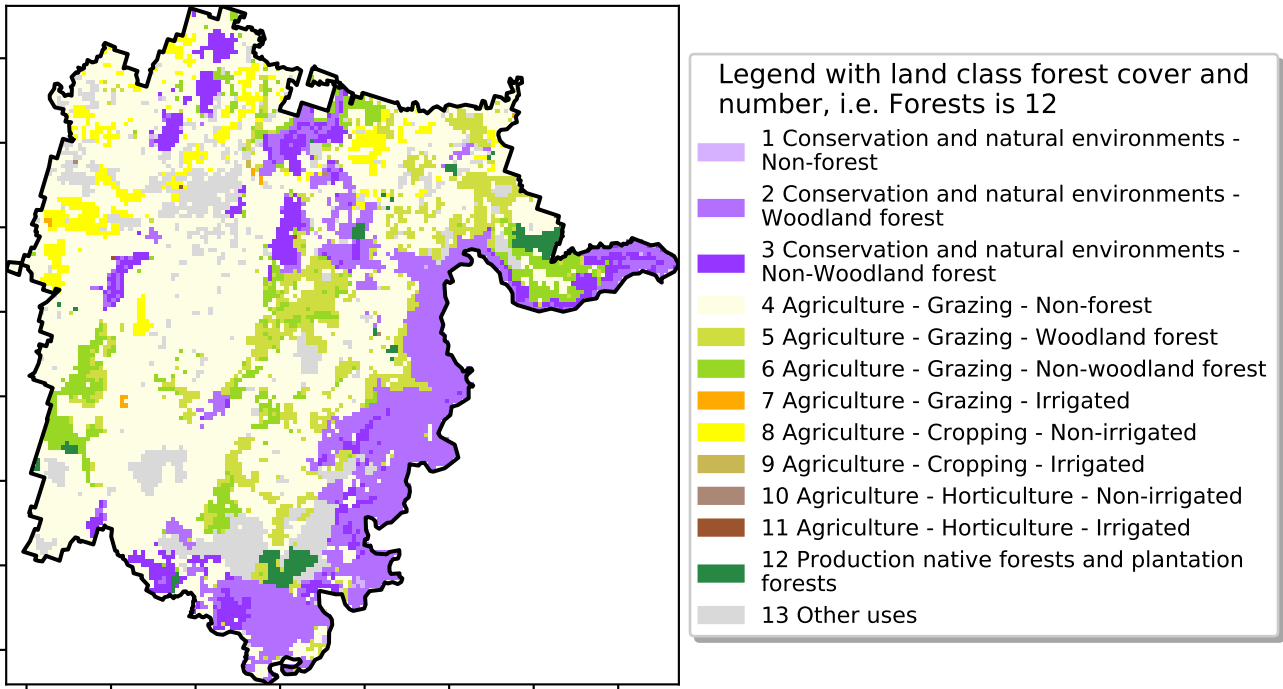 Legend with land class forest cover and
number, i.e. Forests is 12
1 Conservation and natural environments -
Non-forest
2 Conservation and natural environments -
Woodland forest
3 Conservation and natural environments -
Non-Woodland forest
4 Agriculture - Grazing - Non-forest
5 Agriculture - Grazing - Woodland forest
6 Agriculture - Grazing - Non-woodland forest
7 Agriculture - Grazing - Irrigated
8 Agriculture - Cropping - Non-irrigated
9 Agriculture - Cropping - Irrigated
10 Agriculture - Horticulture - Non-irrigated
11 Agriculture - Horticulture - Irrigated
12 Production native forests and plantation
forests
13 Other uses